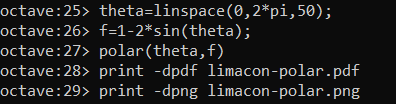 octave:25> theta=linspace(0,2*pi,50);
octave:26> f=1-2*sin(theta);
octave:27> polar(theta,f)
octave:28> print -dpdf limacon-polar.pdf
octave:29> print -dpng limacon-polar.png